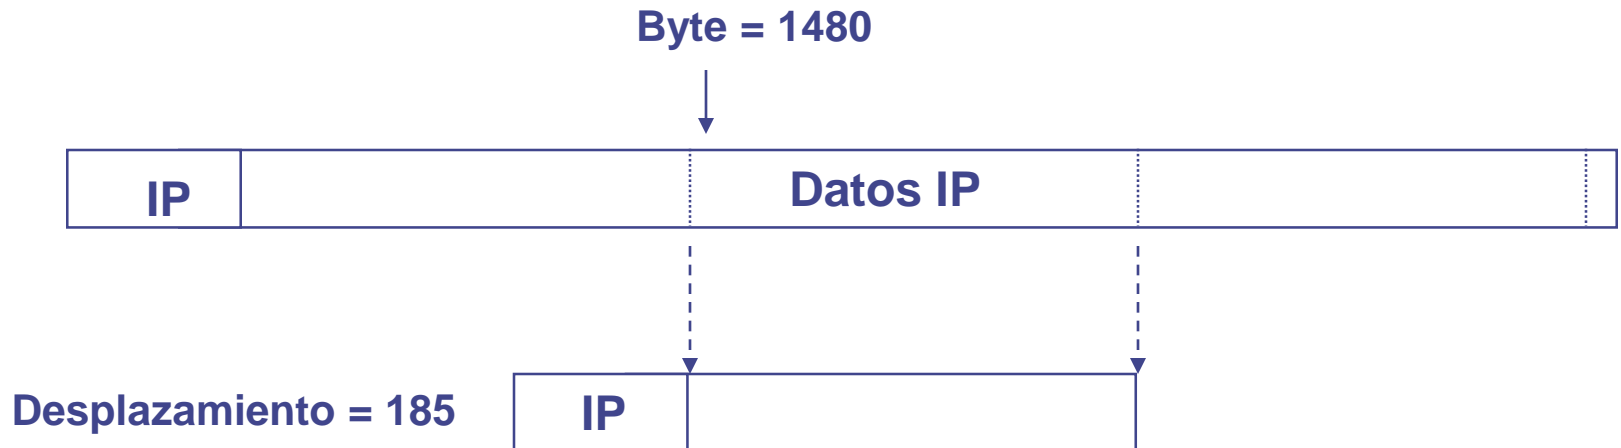 Byte = 1480
IP
Datos IP
Desplazamiento = 185
IP